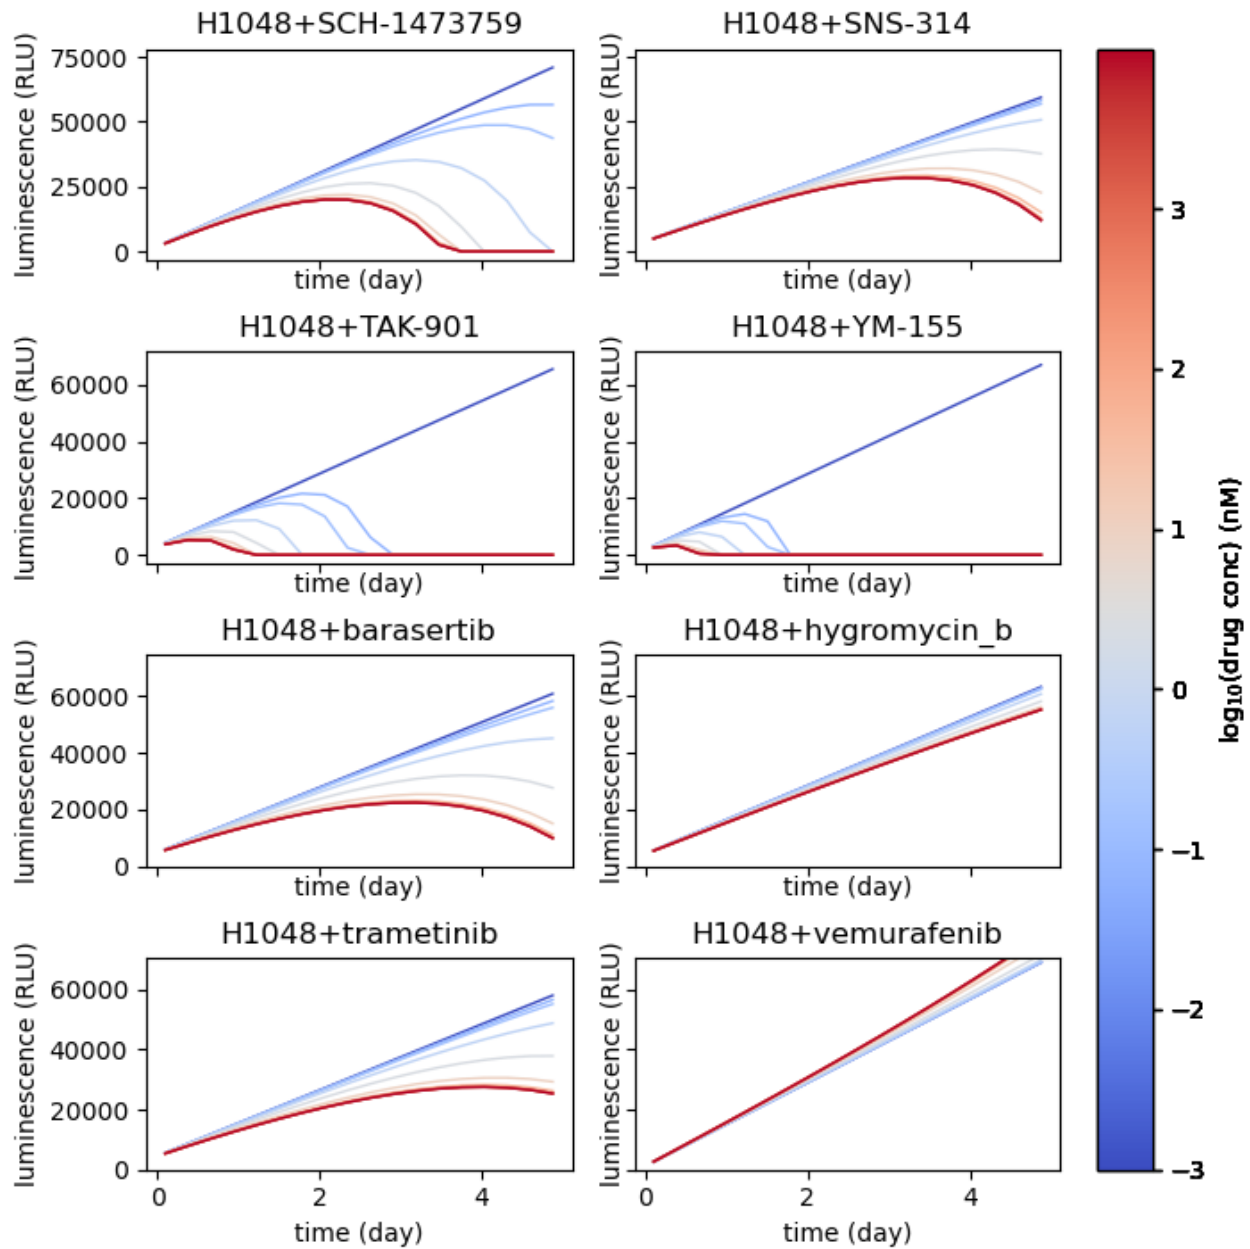 H1048+SCH-1473759
H1048+SNS-314
luminescence (RLU)
75000
50000
25000
0
time (day)
luminescence (RLU)
time (day)
H1048+TAK-901
H1048+YM-155
luminescence (RLU)
60000
40000
20000
0
time (day)
luminescence (RLU)
time (day)
H1048+barasertib
H1048+hygromycin_b
luminescence (RLU)
60000
40000
20000
0
time (day)
luminescence (RLU)
time (day)
H1048+trametinib
H1048+vemurafenib
luminescence (RLU)
60000
40000
20000
0
0 2 4
time (day)
luminescence (RLU)
0 2 4
time (day)
3
2
1
0
−1
−2
−3
log₁₀(drug conc) (nM)